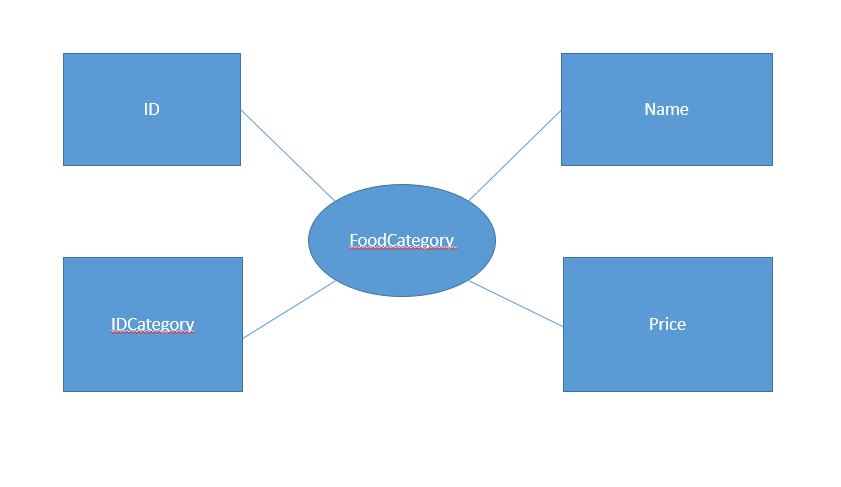 ID
Name
FoodCategory
IDCategory
Price